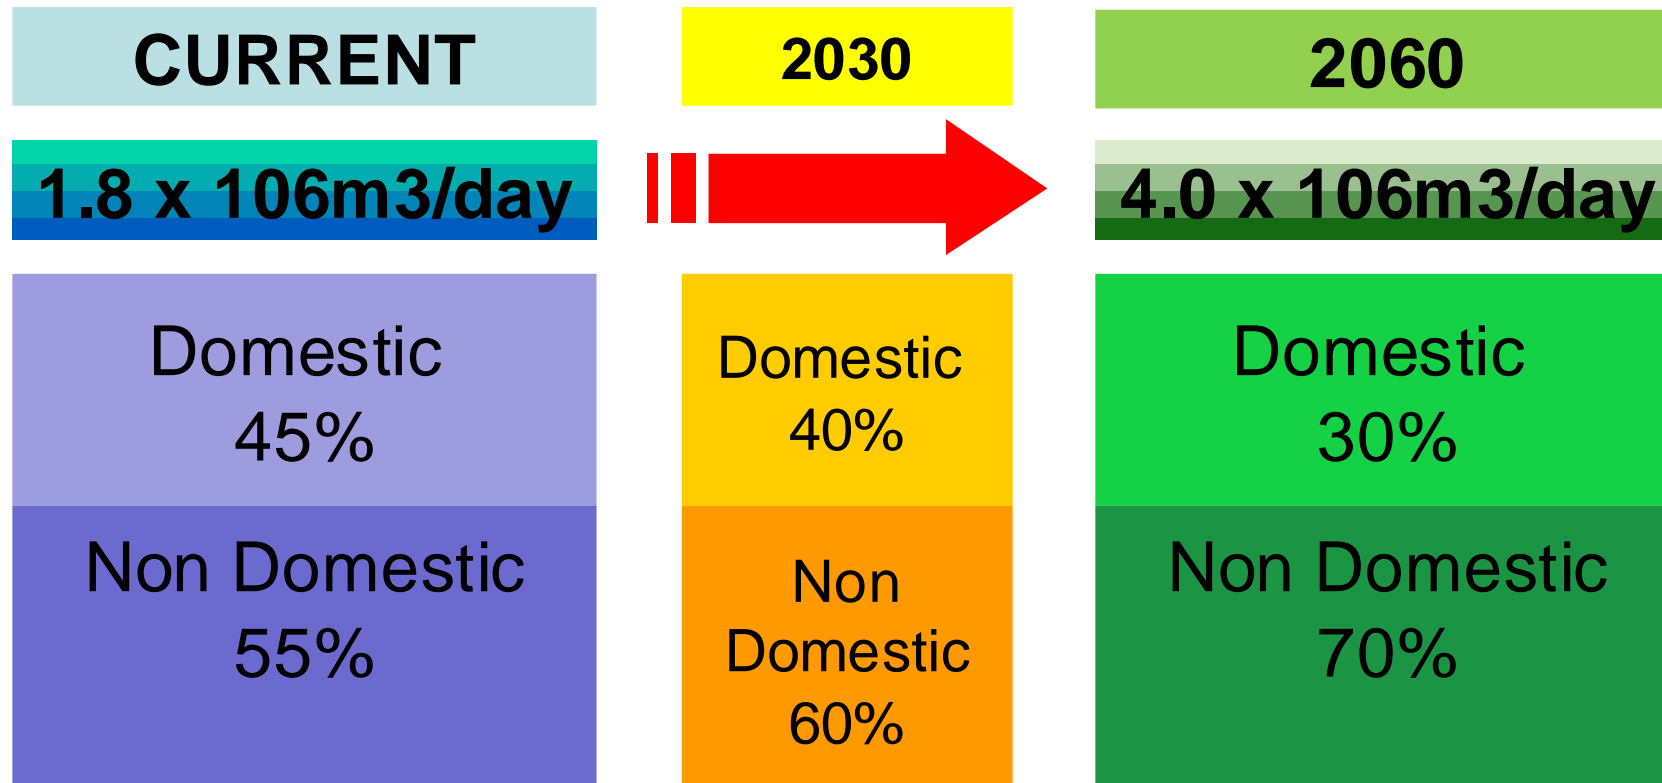 CURRENT
2030
2060
1.8 x 106m3/day
4.0 x 106m3/day
Domestic
45%
Non Domestic
55%
Domestic
40%
Non
Domestic
60%
Domestic
30%
Non Domestic
70%